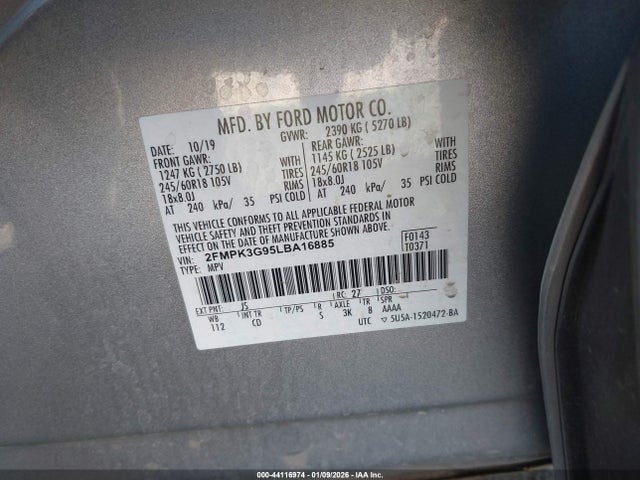 MFD. BY FORD MOTOR CO.
DATE: 10/19 GVWR: 2390 KG ( 5270 LB)
FRONT GAWR: WITH REAR GAWR: WITH
1247 KG ( 2750 LB) TIRES 1145 KG ( 2525 LB) TIRES
245/60R18 105V RIMS 245/60R18 105V RIMS
18x8.0J 18x8.0J
AT 240 kPa/ 35 PSI COLD AT 240 kPa/ 35 PSI COLD
THIS VEHICLE CONFORMS TO ALL APPLICABLE FEDERAL MOTOR
VEHICLE SAFETY AND THEFT PREVENTION STANDARDS IN
EFFECT ON THE DATE OF MANUFACTURE SHOWN ABOVE.
VIN: 2FMPK3G95LBA16885 F0143
TYPE: MPV T0371
EXT PNT: JS RC: 27 DSO:
WB INT TR TP/PS R AXLE TR SPR
112 CD S 3K 8 AAAA
UTC ▽ 5U5A-1520472-BA
000-44116974 | 01/09/2026 | IAA Inc.